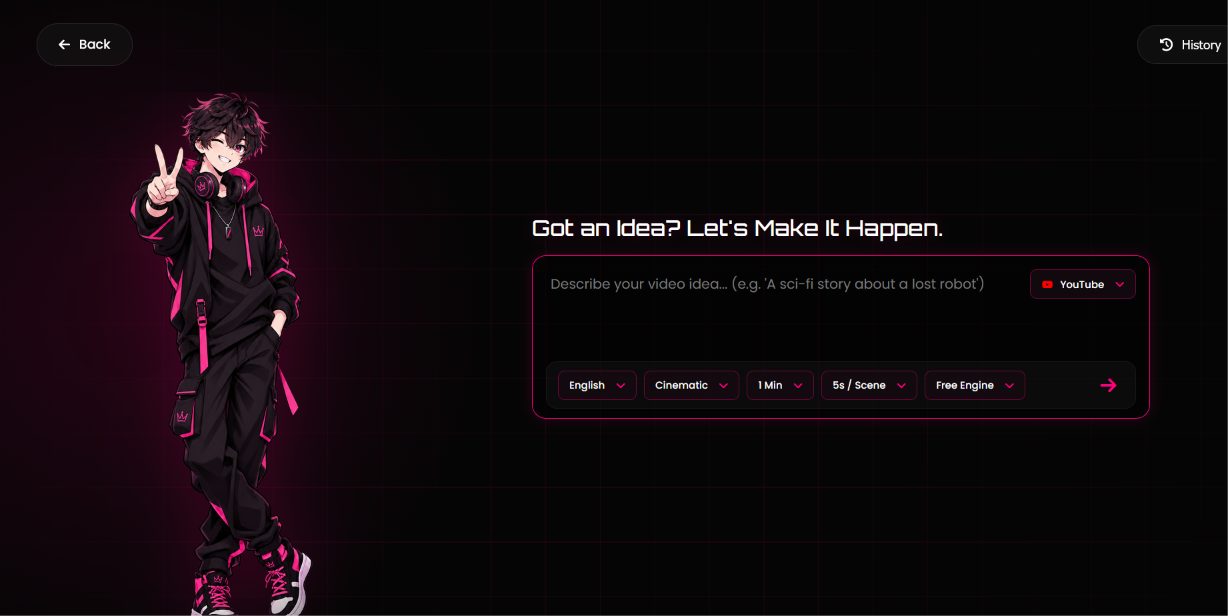 Back
History
Got an Idea? Let's Make It Happen.
Describe your video idea... (e.g. 'A sci-fi story about a lost robot')
YouTube
English
Cinematic
1 Min
5s / Scene
Free Engine